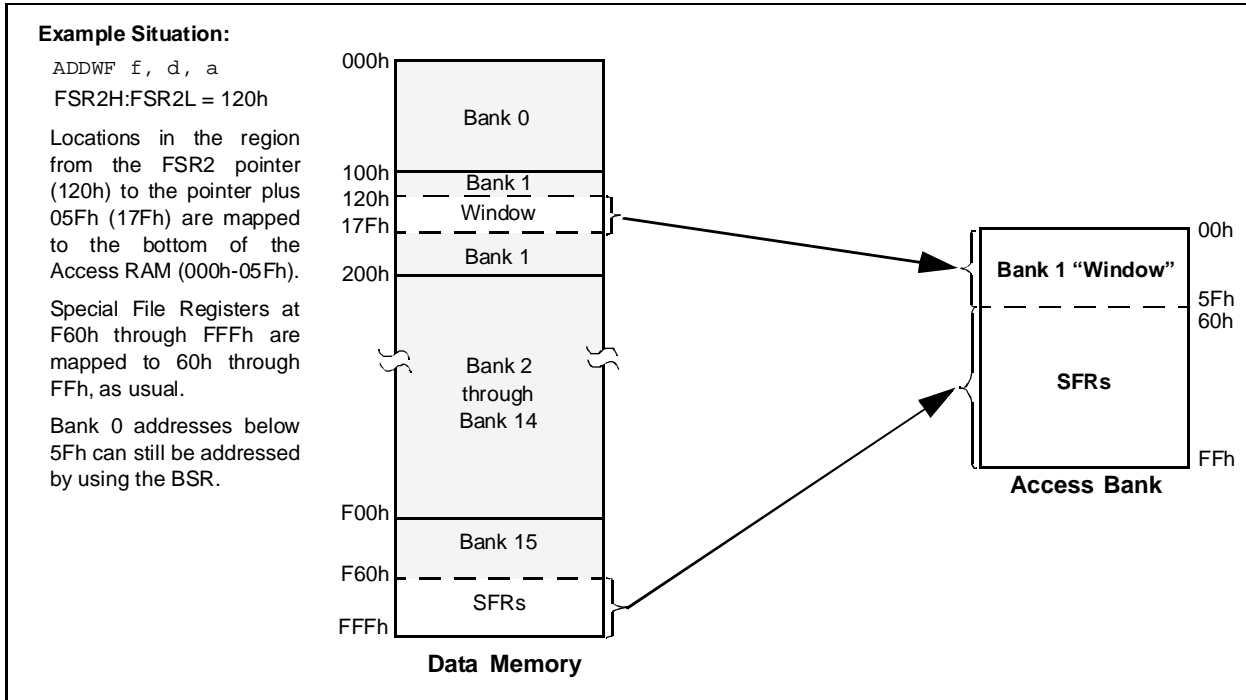 Example Situation:
ADDWF f, d, a
FSR2H:FSR2L = 120h
Locations in the region
from the FSR2 pointer
(120h) to the pointer plus
05Fh (17Fh) are mapped
to the bottom of the
Access RAM (000h-05Fh).
Special File Registers at
F60h through FFFh are
mapped to 60h through
FFh, as usual.
Bank 0 addresses below
5Fh can still be addressed
by using the BSR.
000h
Bank 0
100h
Bank 1
120h
Window
17Fh
Bank 1
200h
Bank 2
through
Bank 14
F00h
Bank 15
F60h
SFRs
FFFh
Data Memory
00h
Bank 1 “Window”
5Fh
60h
SFRs
FFh
Access Bank